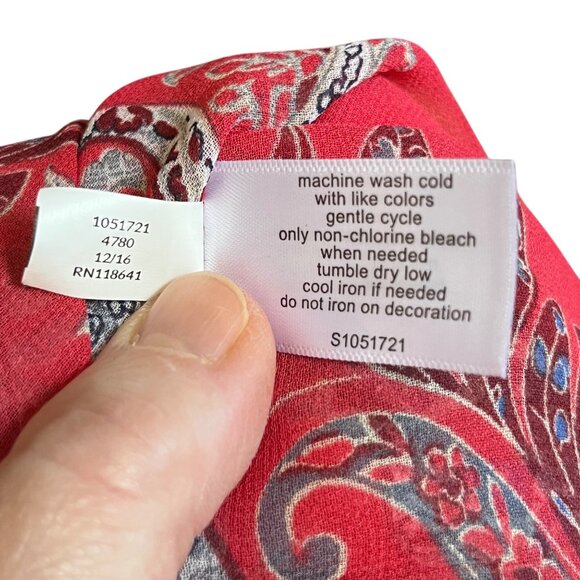 1051721
4780
12/16
RN118641
machine wash cold
with like colors
gentle cycle
only non-chlorine bleach
when needed
tumble dry low
cool iron if needed
do not iron on decoration
S1051721